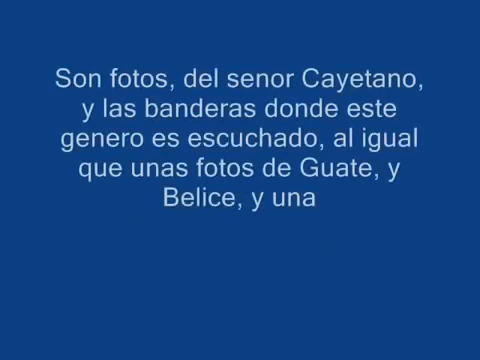 Son fotos, del senor Cayetano,
y las banderas donde este
genero es escuchado, al igual
que unas fotos de Guate, y
Belice, y una